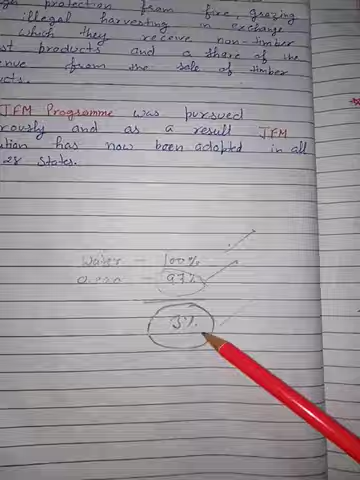 protection from fire, grazing
illegal harvesting in exchange
which they receive non-timber
products and a share of the
from the sale of timber
JFM Programme was pursued
and as a result JFM
has now been adopted in all
28 States.
Water - 100%
97%
3%